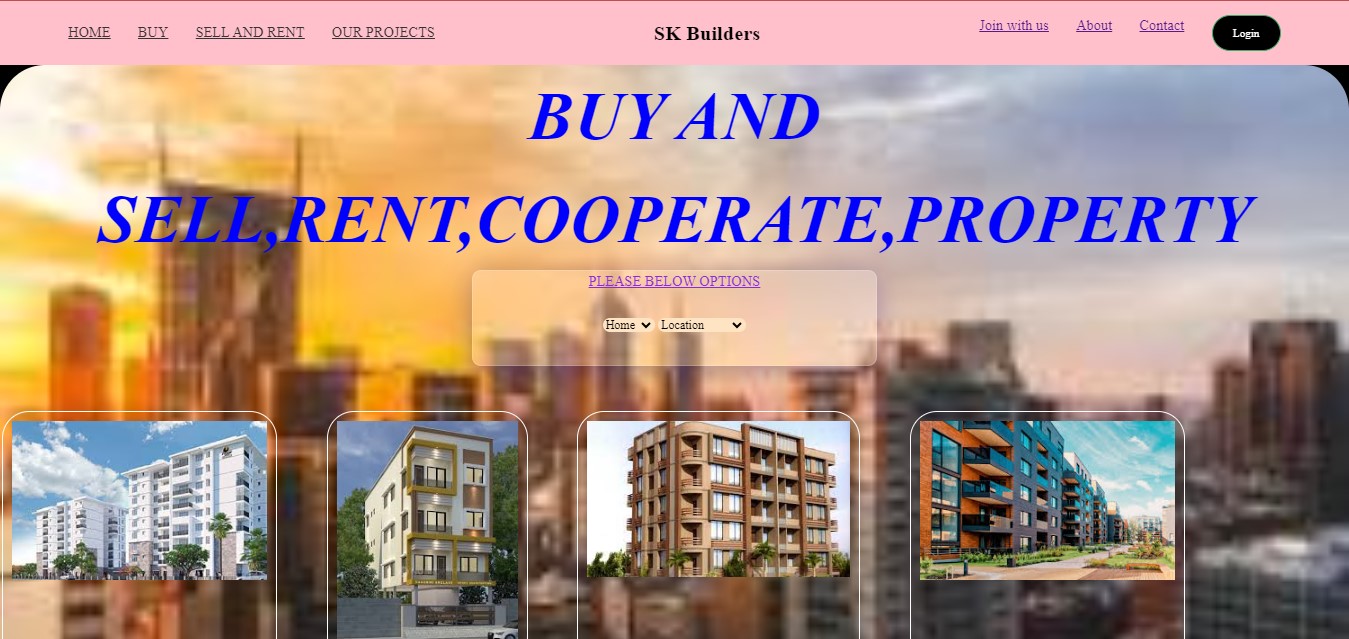 HOME BUY SELL AND RENT OUR PROJECTS SK Builders Join with us About Contact Login
BUY AND
SELL,RENT,COOPERATE,PROPERTY
PLEASE BELOW OPTIONS
Home Location